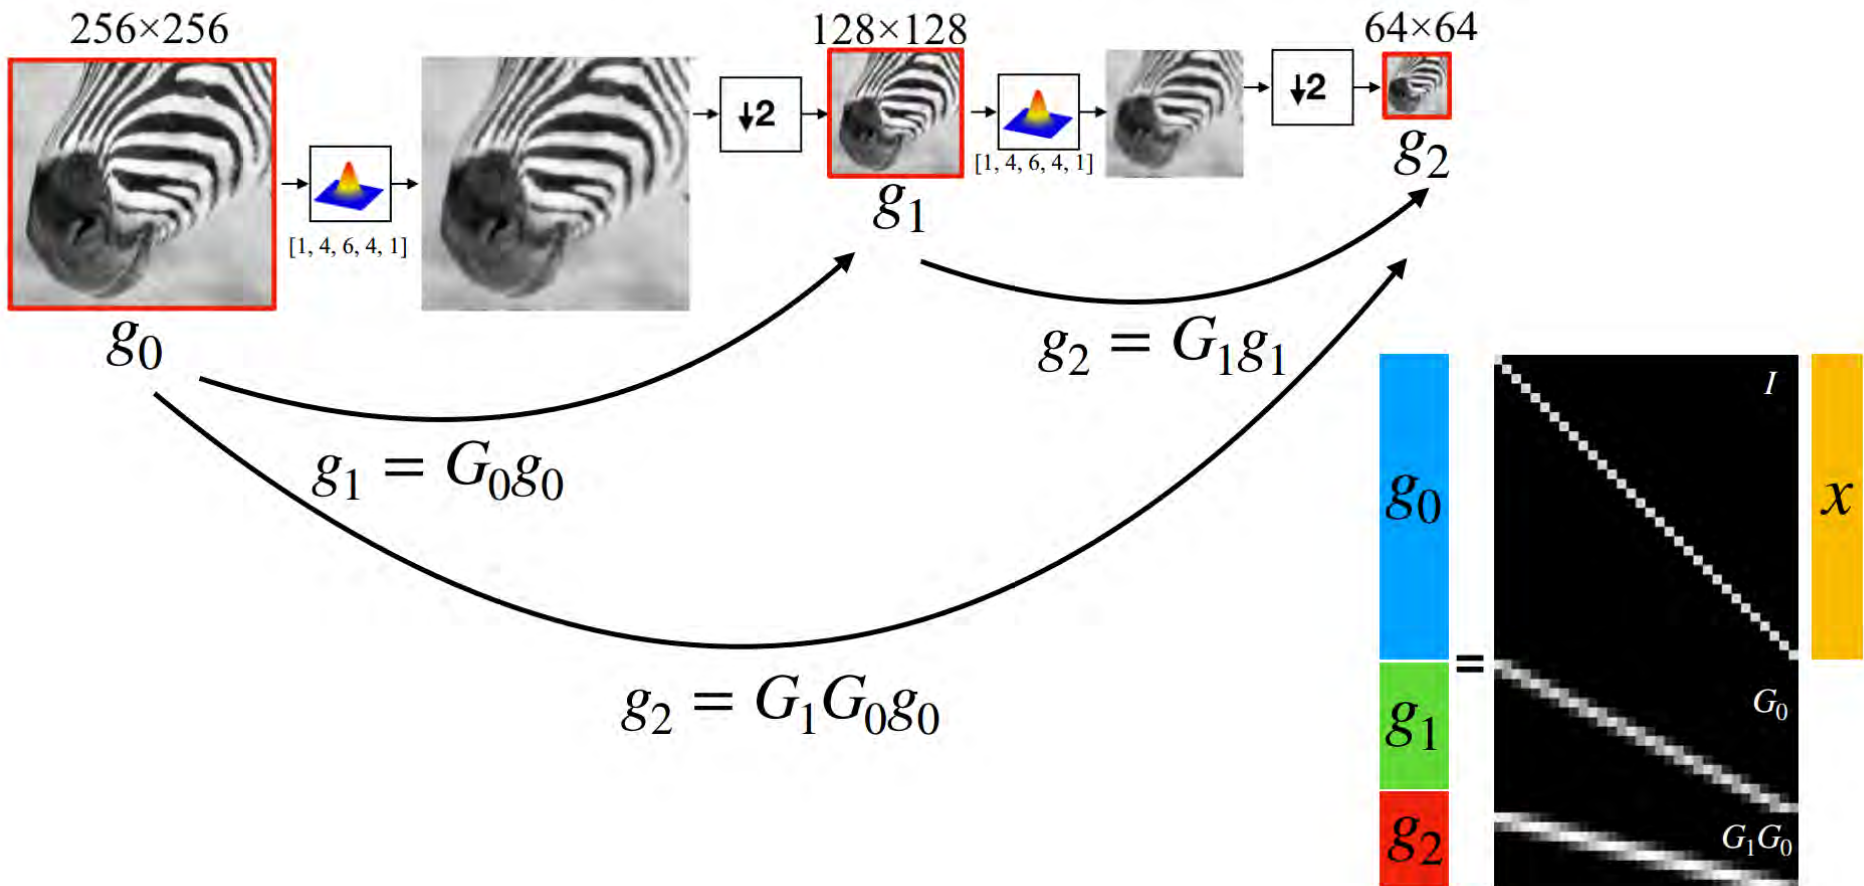 256×256
128×128
64×64
↓2
↓2
[1, 4, 6, 4, 1]
[1, 4, 6, 4, 1]
g₀
g₁
g₂
g₁ = G₀g₀
g₂ = G₁g₁
g₂ = G₁G₀g₀
g₀
g₁
g₂
=
I
G₀
G₁G₀
x